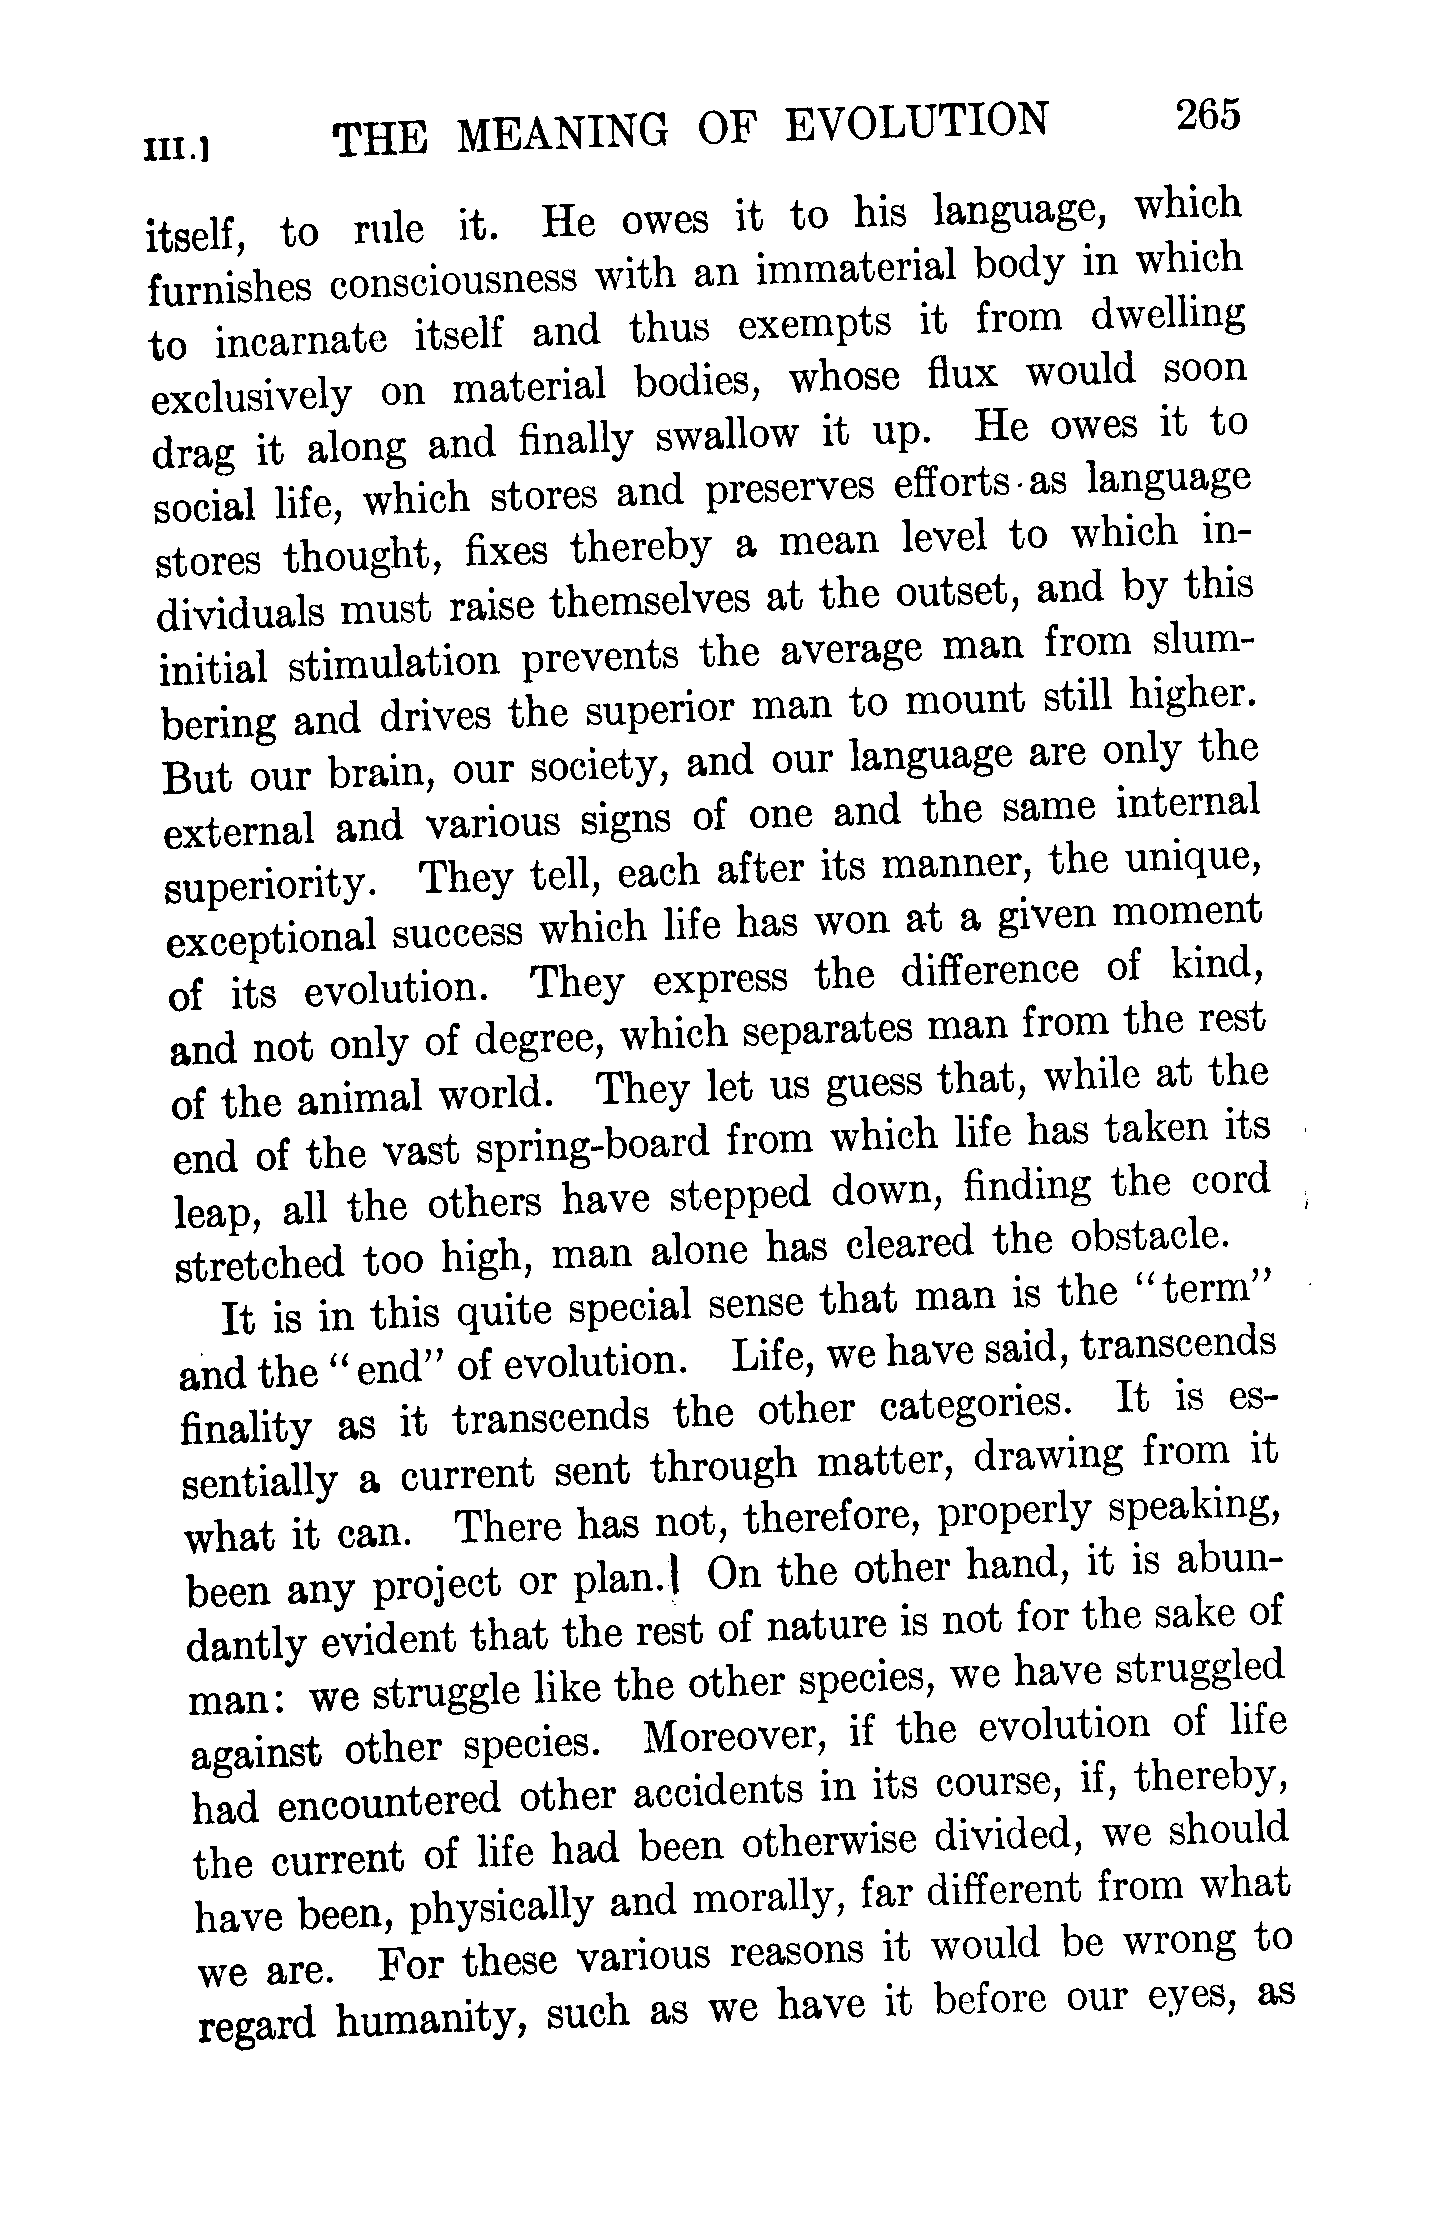 III.] THE MEANING OF EVOLUTION 265
itself, to rule it. He owes it to his language, which
furnishes consciousness with an immaterial body in which
to incarnate itself and thus exempts it from dwelling
exclusively on material bodies, whose flux would soon
drag it along and finally swallow it up. He owes it to
social life, which stores and preserves efforts as language
stores thought, fixes thereby a mean level to which in-
dividuals must raise themselves at the outset, and by this
initial stimulation prevents the average man from slum-
bering and drives the superior man to mount still higher.
But our brain, our society, and our language are only the
external and various signs of one and the same internal
superiority. They tell, each after its manner, the unique,
exceptional success which life has won at a given moment
of its evolution. They express the difference of kind,
and not only of degree, which separates man from the rest
of the animal world. They let us guess that, while at the
end of the vast spring-board from which life has taken its
leap, all the others have stepped down, finding the cord
stretched too high, man alone has cleared the obstacle.
It is in this quite special sense that man is the "term"
and the "end" of evolution. Life, we have said, transcends
finality as it transcends the other categories. It is es-
sentially a current sent through matter, drawing from it
what it can. There has not, therefore, properly speaking,
been any project or plan. On the other hand, it is abun-
dantly evident that the rest of nature is not for the sake of
man: we struggle like the other species, we have struggled
against other species. Moreover, if the evolution of life
had encountered other accidents in its course, if, thereby,
the current of life had been otherwise divided, we should
have been, physically and morally, far different from what
we are. For these various reasons it would be wrong to
regard humanity, such as we have it before our eyes, as